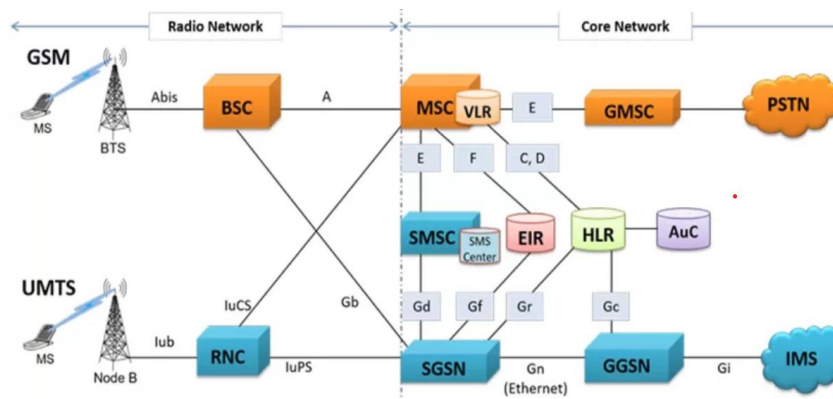 Radio Network
Core Network
GSM
MS
BTS
Abis
BSC
A
MSC
VLR
E
GMSC
PSTN
E
F
C, D
SMSC
SMS
Center
EIR
HLR
AuC
UMTS
MS
Node B
Iub
RNC
IuCS
Gb
IuPS
Gd
Gf
Gr
Gc
SGSN
Gn
(Ethernet)
GGSN
Gi
IMS